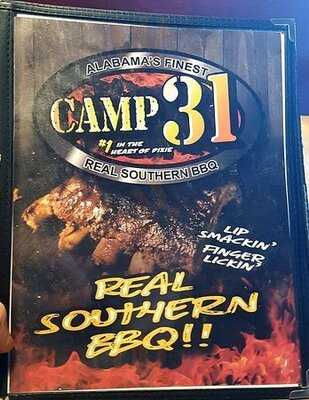 ALABAMA'S FINEST
CAMP 31
#1 IN THE
HEART OF DIXIE
REAL SOUTHERN BBQ
LIP
SMACKIN'
FINGER
LICKIN'
REAL
SOUTHERN
BBQ!!